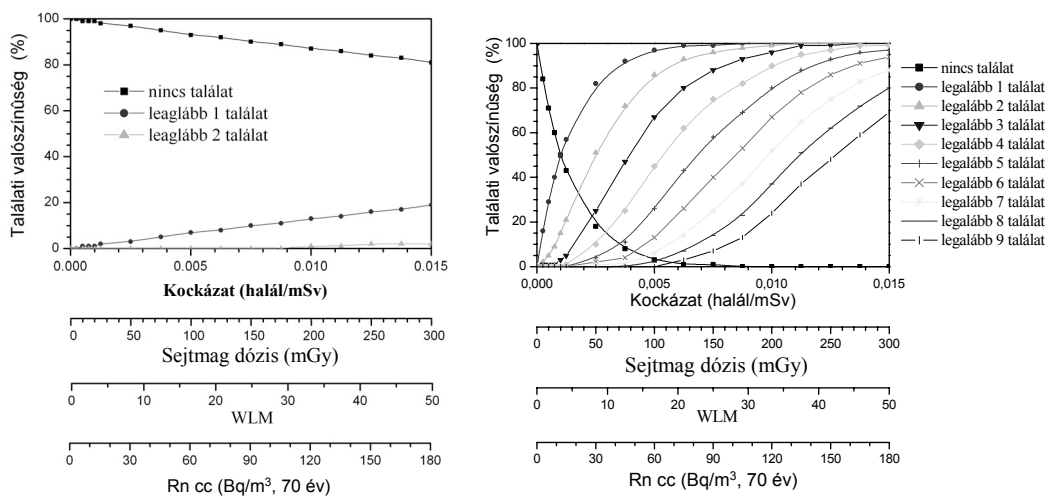 Találati valószínűség (%)
100
80
60
40
20
0
nincs találat
leaglább 1 találat
leaglább 2 találat
0.000 0.005 0.010 0.015
Kockázat (halál/mSv)
0 50 100 150 200 250 300
Sejtmag dózis (mGy)
0 10 20 30 40 50
WLM
0 30 60 90 120 150 180
Rn cc (Bq/m³, 70 év)
Találati valószínűség (%)
100
80
60
40
20
0
0,000 0,005 0,010 0,015
Kockázat (halál/mSv)
nincs találat
legalább 1 találat
legalább 2 találat
legalább 3 találat
legalább 4 találat
legalább 5 találat
legalább 6 találat
legalább 7 találat
legalább 8 találat
legalább 9 találat
0 50 100 150 200 300
Sejtmag dózis (mGy)
0 10 20 30 40 50
WLM
0 30 60 90 120 150 180
Rn cc (Bq/m³, 70 év)